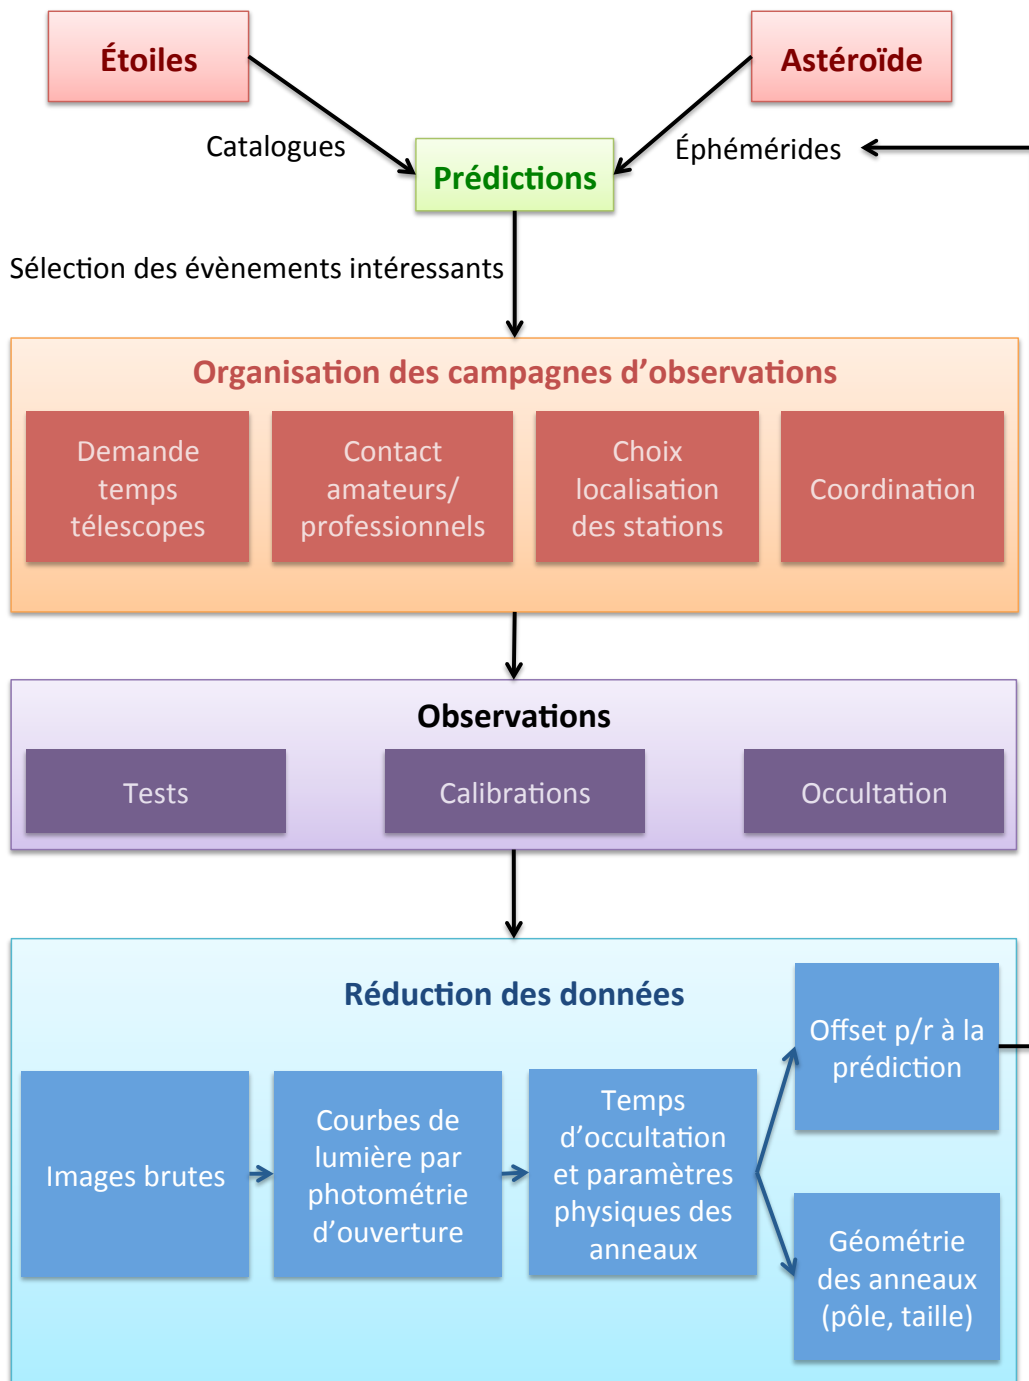 Étoiles
Astéroïde
Catalogues
Éphémérides
Prédictions
Sélection des évènements intéressants
Organisation des campagnes d’observations
Demande
temps
télescopes
Contact
amateurs/
professionnels
Choix
localisation
des stations
Coordination
Observations
Tests
Calibrations
Occultation
Réduction des données
Images brutes
Courbes de
lumière par
photométrie
d’ouverture
Temps
d’occultation
et paramètres
physiques des
anneaux
Offset p/r à la
prédiction
Géométrie
des anneaux
(pôle, taille)